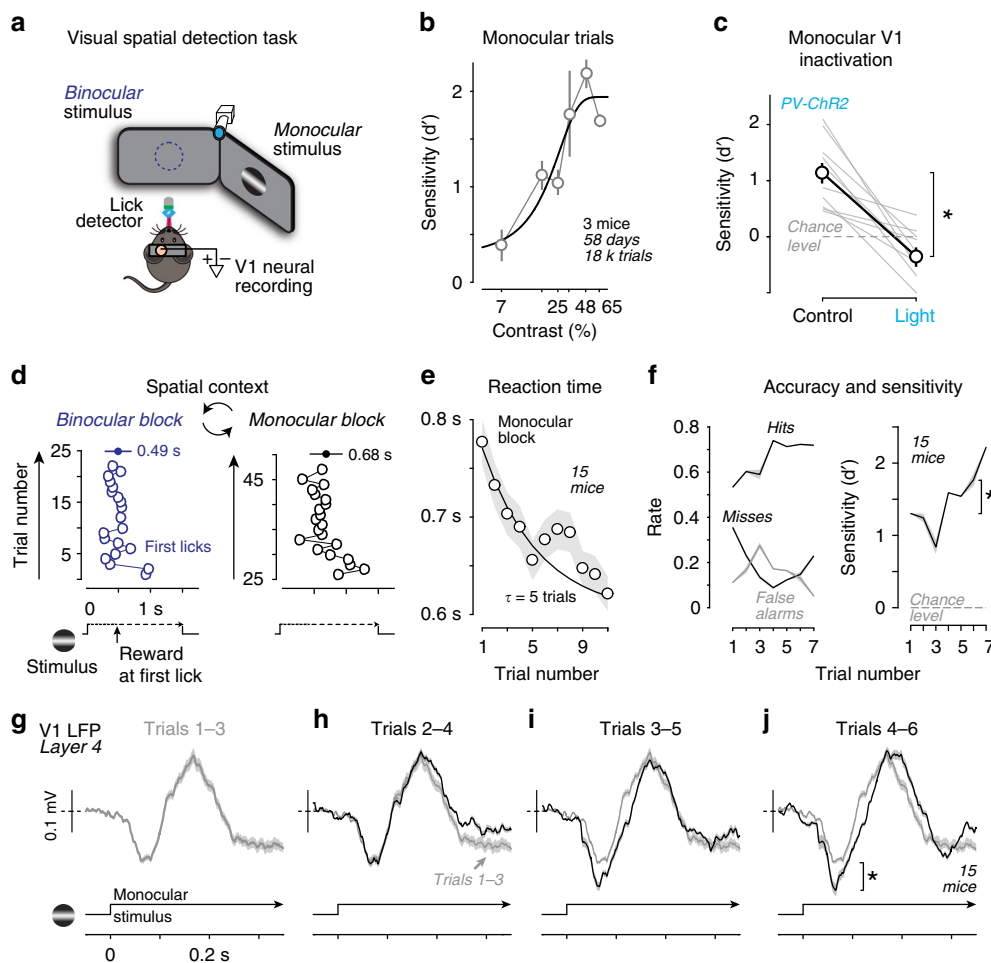 a
Visual spatial detection task
Binocular
stimulus
Monocular
stimulus
Lick
detector
+ −
V1 neural
recording
b
Monocular trials
Sensitivity (d′)
2
1
0
3 mice
58 days
18 k trials
7 25 48 65
Contrast (%)
c
Monocular V1
inactivation
PV-ChR2
Sensitivity (d′)
2
1
0
Chance
level
*
Control Light
d
Spatial context
Binocular block
Monocular block
Trial number
25
15
5
0.49 s
First licks
45
25
0.68 s
0 1 s
Stimulus
Reward
at first lick
e
Reaction time
0.8 s
0.7 s
0.6 s
Monocular
block
15
mice
τ = 5 trials
1 5 9
Trial number
f
Accuracy and sensitivity
Rate
0.8
0.6
0.4
0.2
0
Hits
Misses
False
alarms
1 3 5 7
Sensitivity (d′)
2
1
0
15
mice
*
Chance
level
1 3 5 7
Trial number
g
V1 LFP
Layer 4
Trials 1–3
0.1 mV
Monocular
stimulus
0 0.2 s
h
Trials 2–4
Trials 1–3
i
Trials 3–5
j
Trials 4–6
*
15
mice